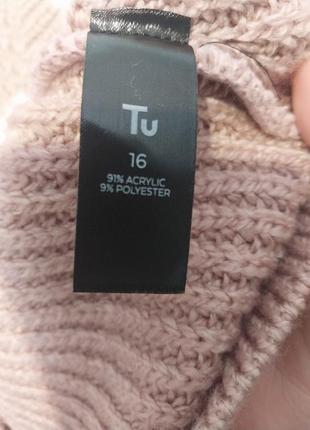 Tu
16
91% ACRYLIC
9% POLYESTER